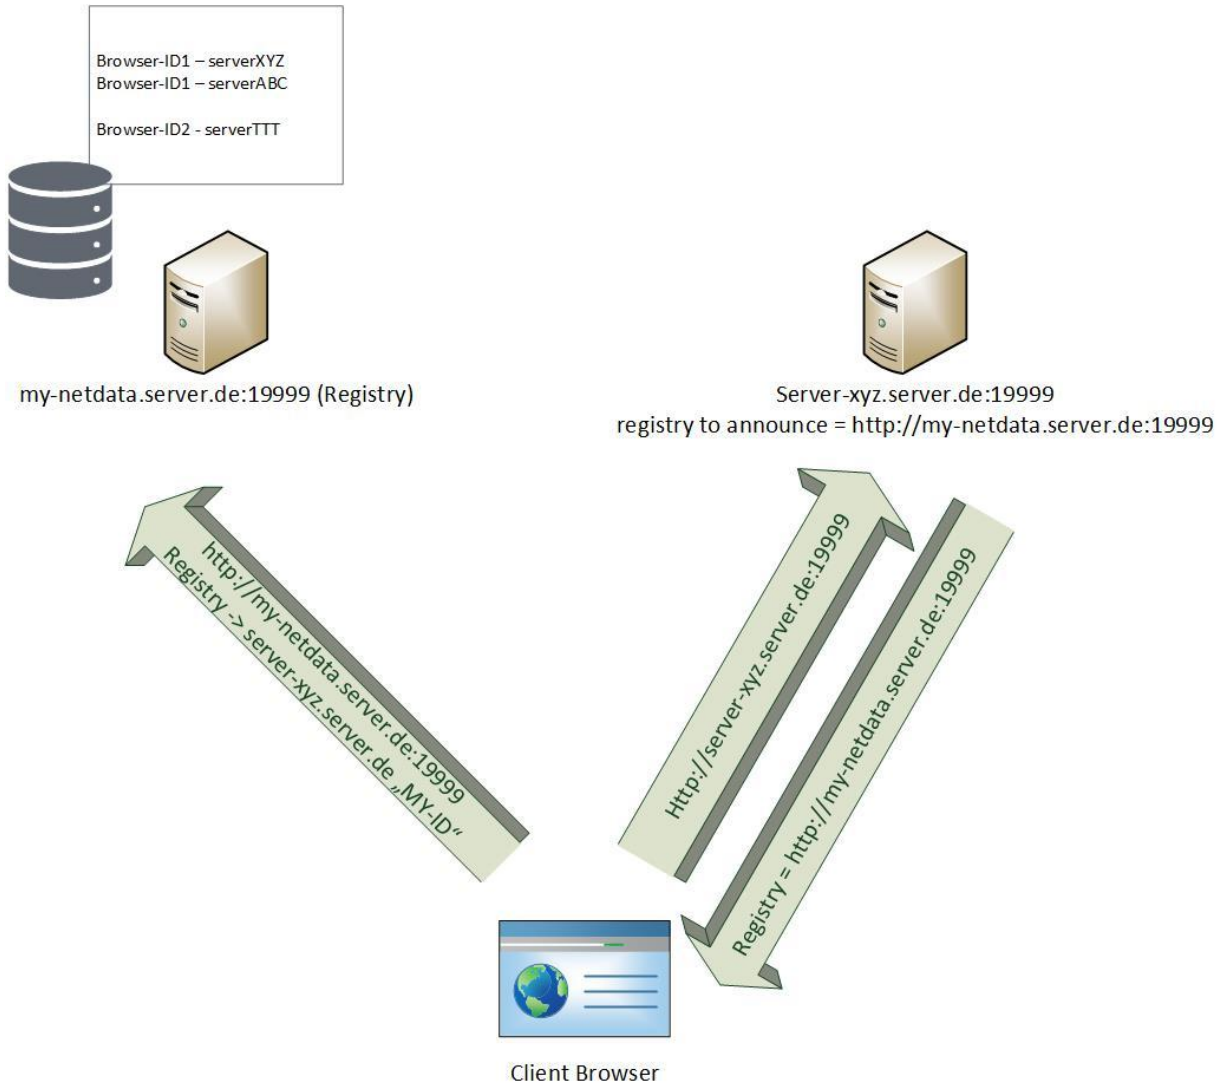 Browser-ID1 – serverXYZ
Browser-ID1 – serverABC
Browser-ID2 - serverTTT
my-netdata.server.de:19999 (Registry)
Server-xyz.server.de:19999
registry to announce = http://my-netdata.server.de:19999
http://my-netdata.server.de:19999
Registry -> server-xyz.server.de „MY-ID“
Http://server-xyz.server.de:19999
Registry = http://my-netdata.server.de:19999
Client Browser